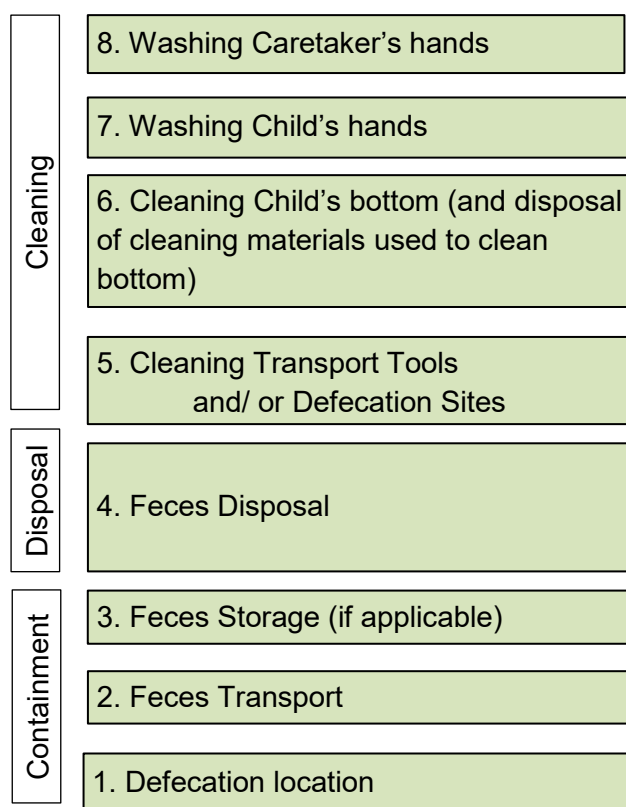 Cleaning
8. Washing Caretaker’s hands
7. Washing Child’s hands
6. Cleaning Child’s bottom (and disposal
of cleaning materials used to clean
bottom)
5. Cleaning Transport Tools
and/ or Defecation Sites
Disposal
4. Feces Disposal
Containment
3. Feces Storage (if applicable)
2. Feces Transport
1. Defecation location